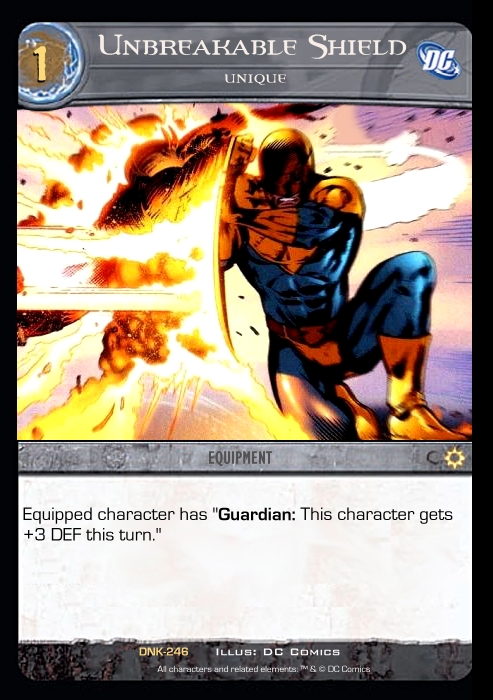 1
Unbreakable Shield
DC
UNIQUE
EQUIPMENT
C
Equipped character has "Guardian: This character gets
+3 DEF this turn."
DNK-246 Illus: DC Comics
All characters and related elements: ™ & © DC Comics